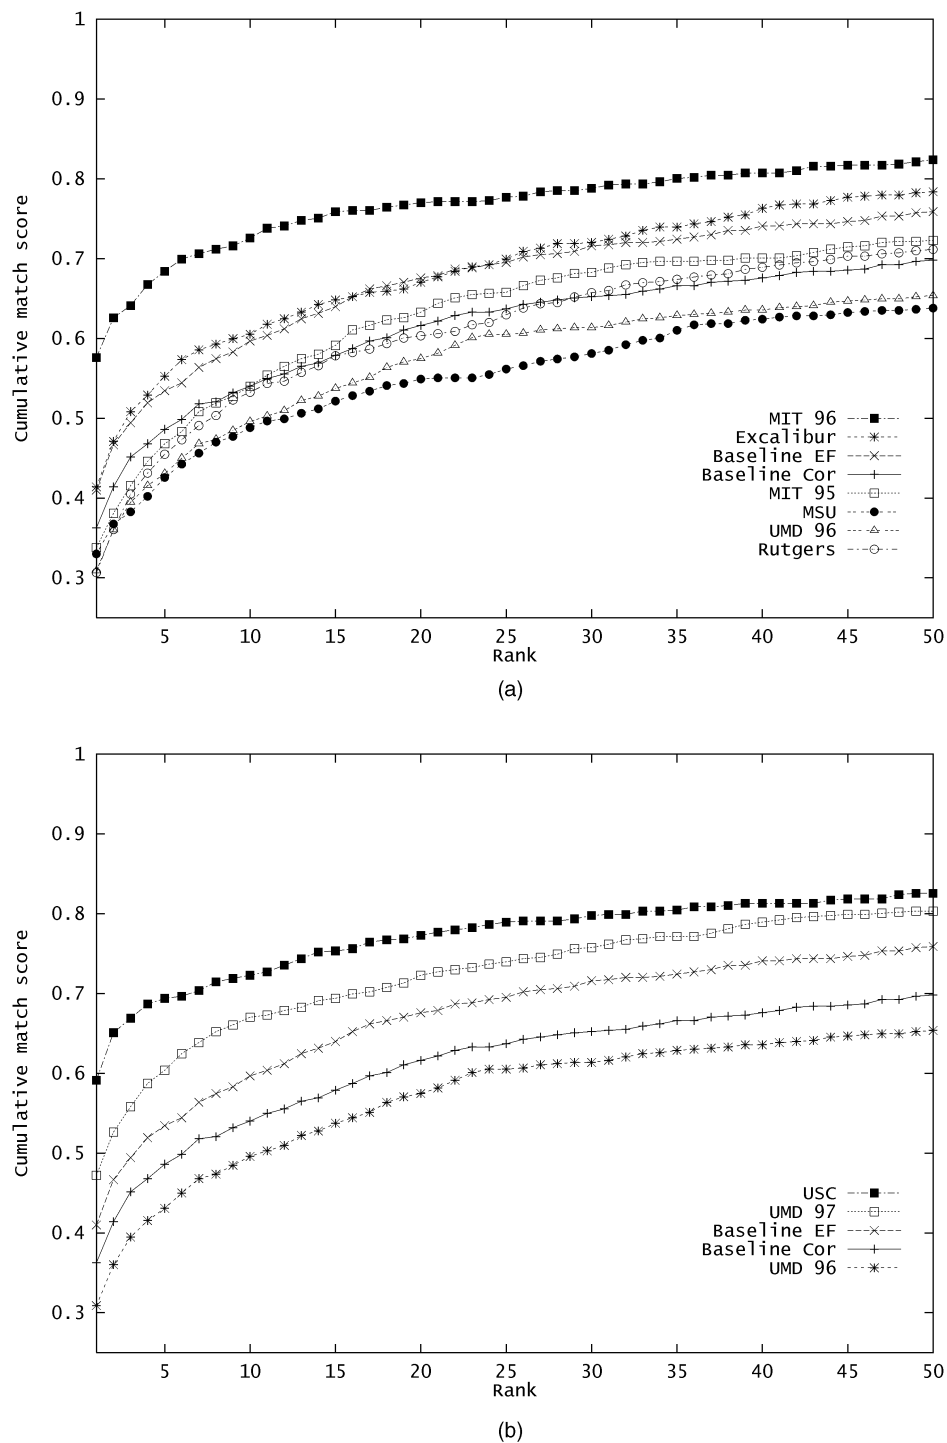 1
0.9
0.8
0.7
0.6
0.5
0.4
0.3
Cumulative match score
MIT 96
Excalibur
Baseline EF
Baseline Cor
MIT 95
MSU
UMD 96
Rutgers
5 10 15 20 25 30 35 40 45 50
Rank
(a)
1
0.9
0.8
0.7
0.6
0.5
0.4
0.3
Cumulative match score
USC
UMD 97
Baseline EF
Baseline Cor
UMD 96
5 10 15 20 25 30 35 40 45 50
Rank
(b)